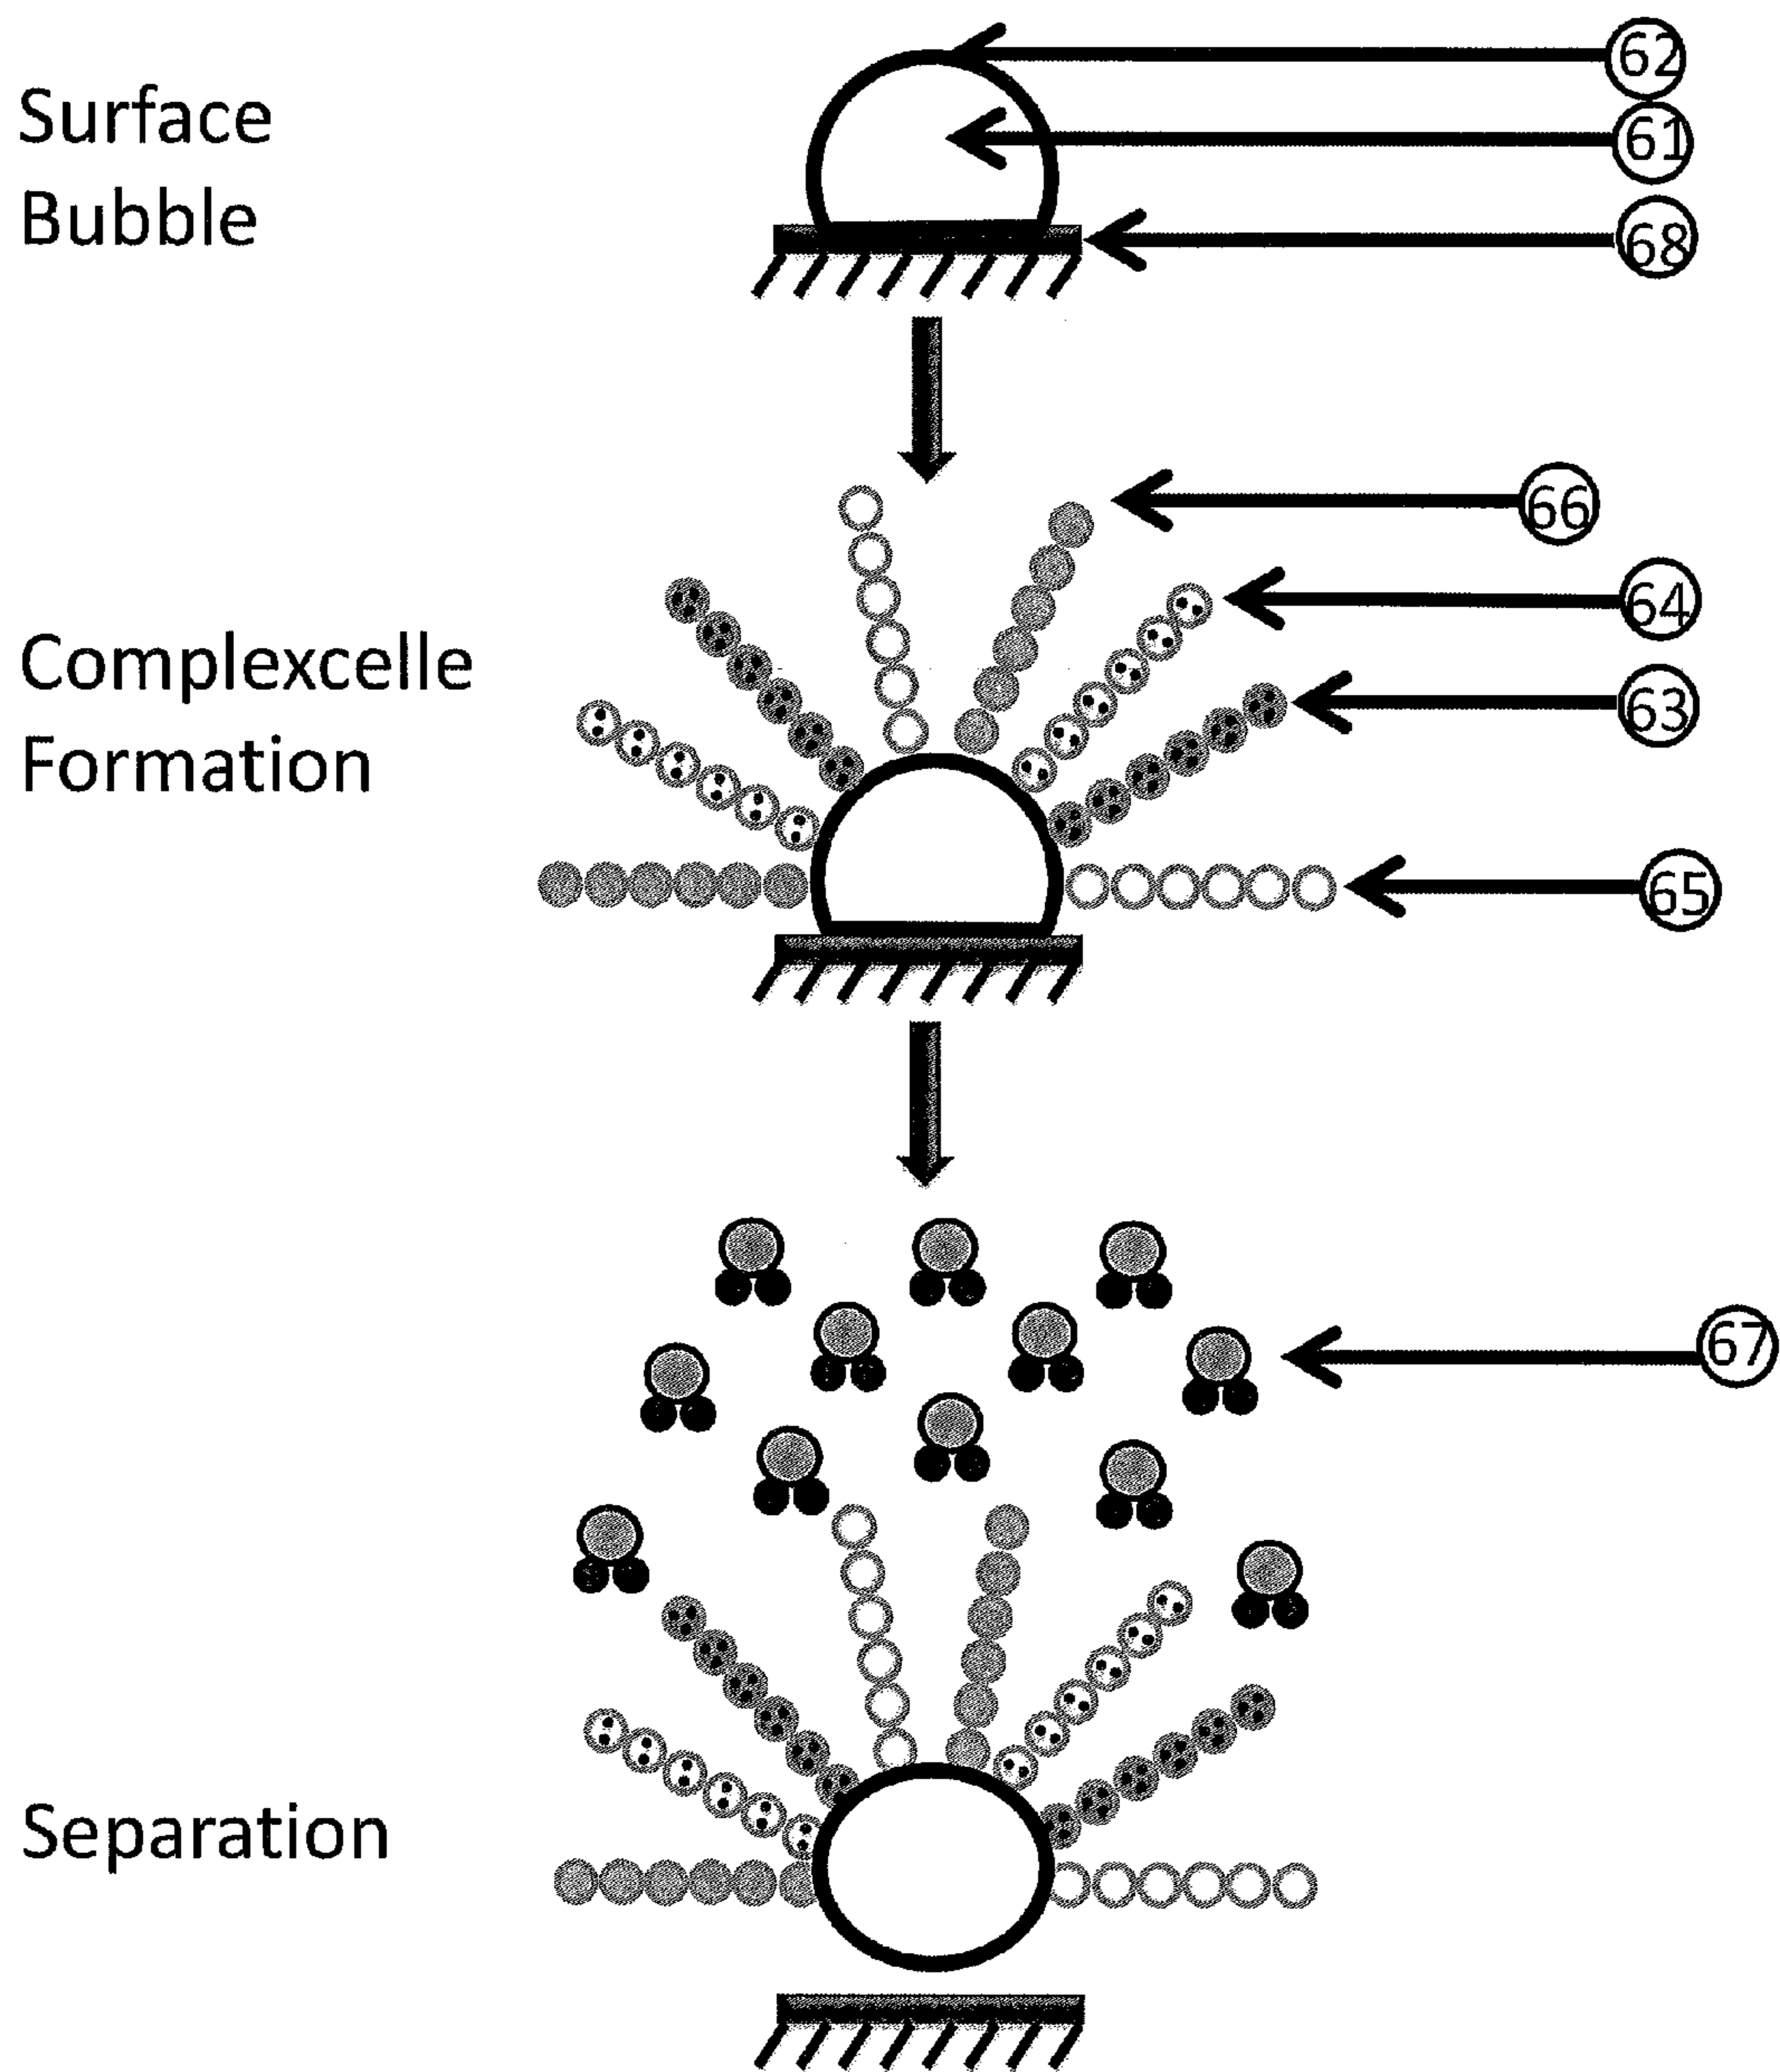 62
Surface
61
Bubble
68
66
64
Complexcelle
63
Formation
65
67
Separation